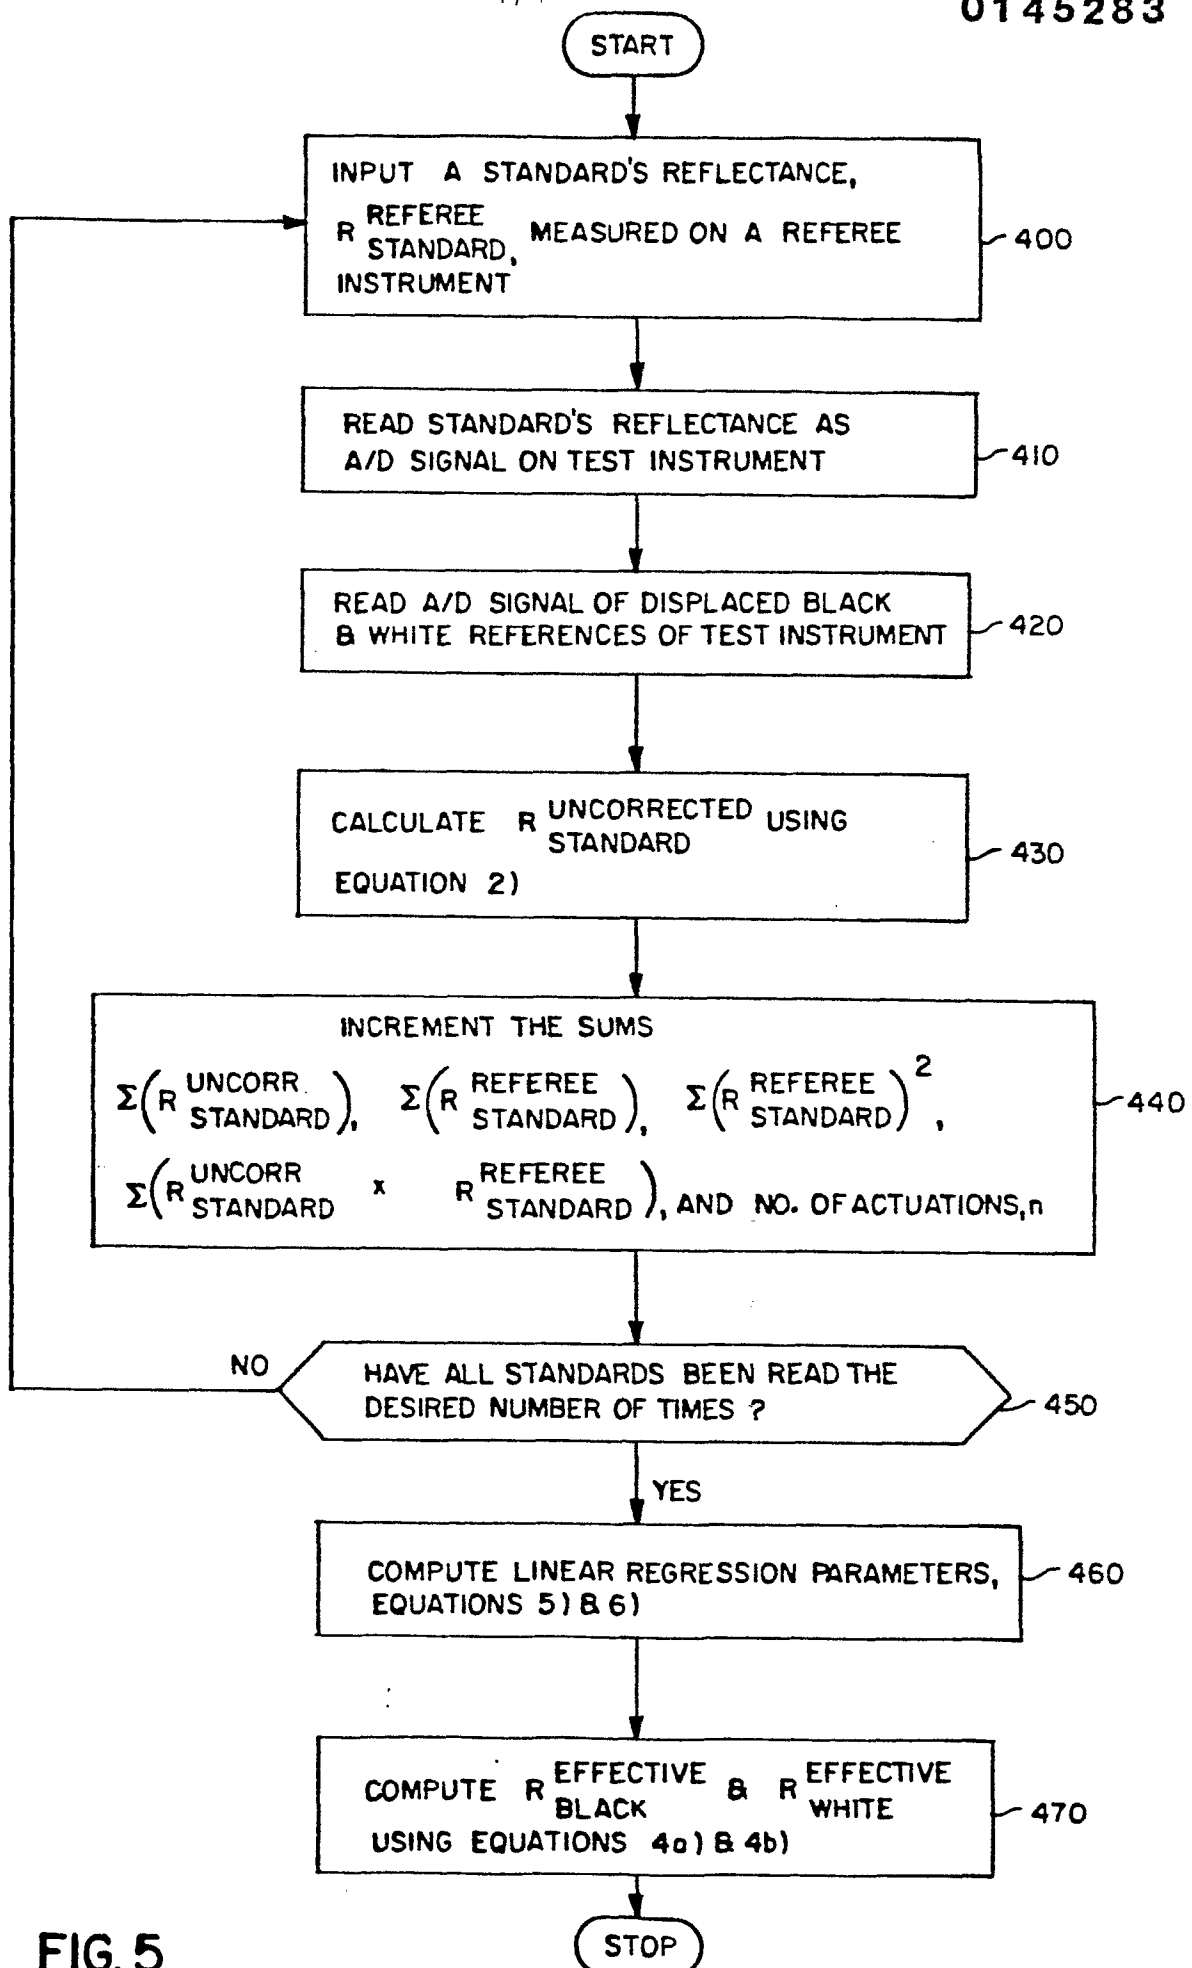 0145283
START
INPUT A STANDARD'S REFLECTANCE,
R REFEREE STANDARD, MEASURED ON A REFEREE
INSTRUMENT
400
READ STANDARD'S REFLECTANCE AS
A/D SIGNAL ON TEST INSTRUMENT
410
READ A/D SIGNAL OF DISPLACED BLACK
& WHITE REFERENCES OF TEST INSTRUMENT
420
CALCULATE R UNCORRECTED STANDARD USING
EQUATION 2)
430
INCREMENT THE SUMS
Σ(R UNCORR. STANDARD), Σ(R REFEREE STANDARD), Σ(R REFEREE STANDARD)²,
Σ(R UNCORR STANDARD x R REFEREE STANDARD), AND NO. OF ACTUATIONS, n
440
NO
HAVE ALL STANDARDS BEEN READ THE
DESIRED NUMBER OF TIMES ?
450
YES
COMPUTE LINEAR REGRESSION PARAMETERS,
EQUATIONS 5) & 6)
460
COMPUTE R EFFECTIVE BLACK & R EFFECTIVE WHITE
USING EQUATIONS 4a) & 4b)
470
STOP
FIG. 5